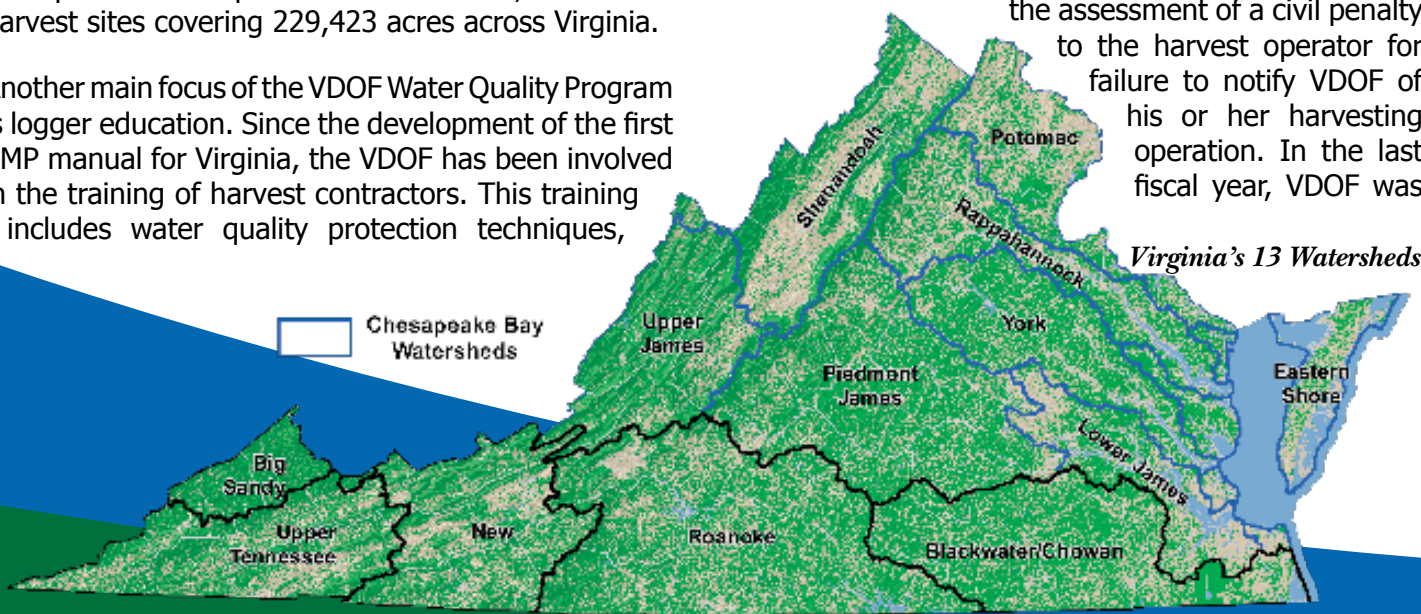 arvest sites covering 229,423 acres across Virginia.
nother main focus of the VDOF Water Quality Program
s logger education. Since the development of the first
MP manual for Virginia, the VDOF has been involved
n the training of harvest contractors. This training
includes water quality protection techniques,
the assessment of a civil penalty
to the harvest operator for
failure to notify VDOF of
his or her harvesting
operation. In the last
fiscal year, VDOF was
Virginia's 13 Watersheds
Chesapeake Bay
Watersheds
Shenandoah
Potomac
Rappahannock
Upper
James
York
Piedmont
James
Eastern
Shore
Lower James
Big
Sandy
Upper
Tennessee
New
Roanoke
Blackwater/Chowan